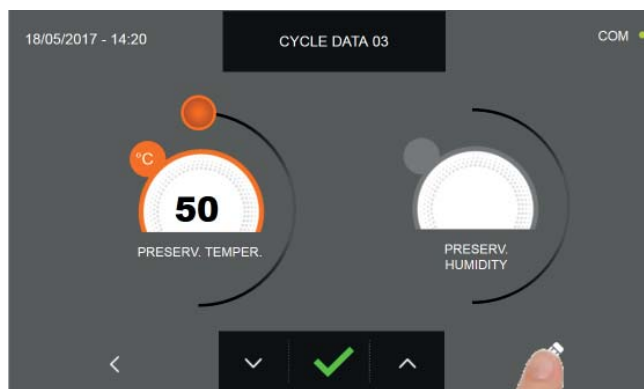 18/05/2017 - 14:20
CYCLE DATA 03
COM
°C
50
PRESERV. TEMPER.
PRESERV.
HUMIDITY